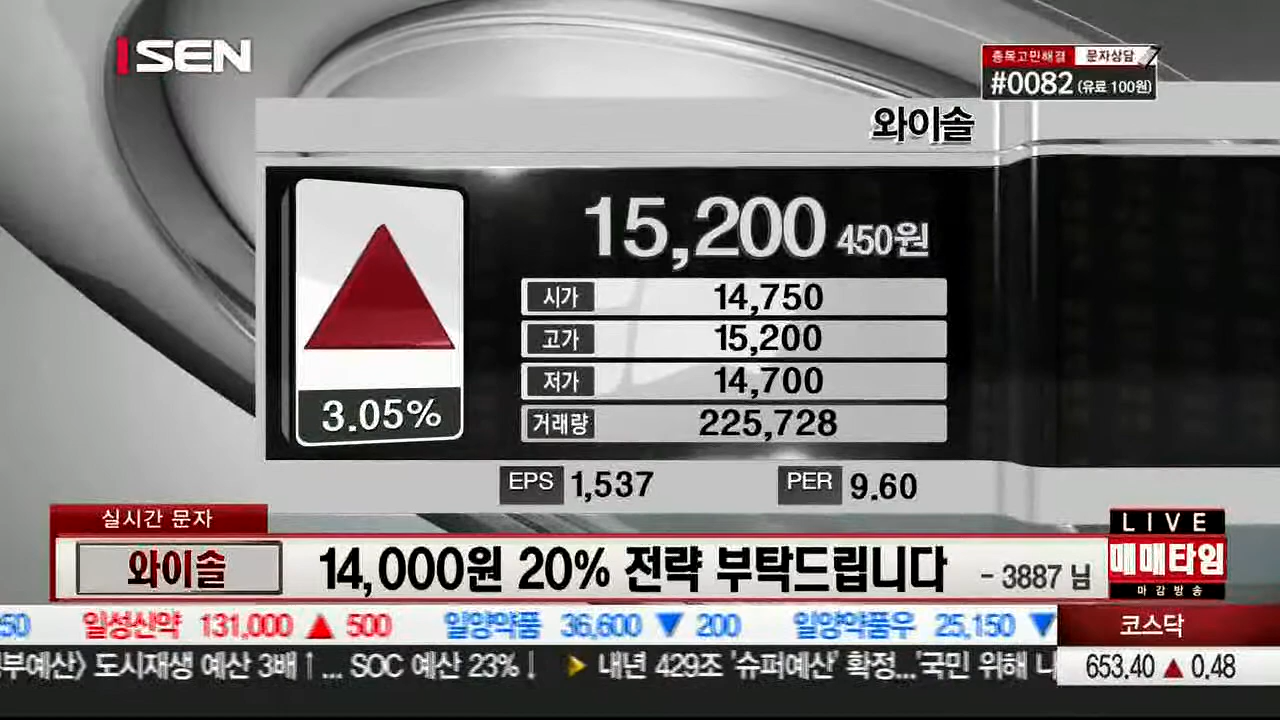 SEN
종목고민해결 문자상담
#0082 (유료 100원)
와이솔
15,200 450원
3.05%
시가 14,750
고가 15,200
저가 14,700
거래량 225,728
EPS 1,537 PER 9.60
실시간 문자
와이솔 14,000원 20% 전략 부탁드립니다 - 3887 님
LIVE
매매타임
마감방송
50 일성신약 131,000 ▲ 500 일양약품 36,600 ▼ 200 일양약품우 25,150 ▼
코스닥
부예산〉 도시재생 예산 3배↑... SOC 예산 23%↓ ▶ 내년 429조 '슈퍼예산' 확정...'국민 위해
653.40 ▲ 0.48